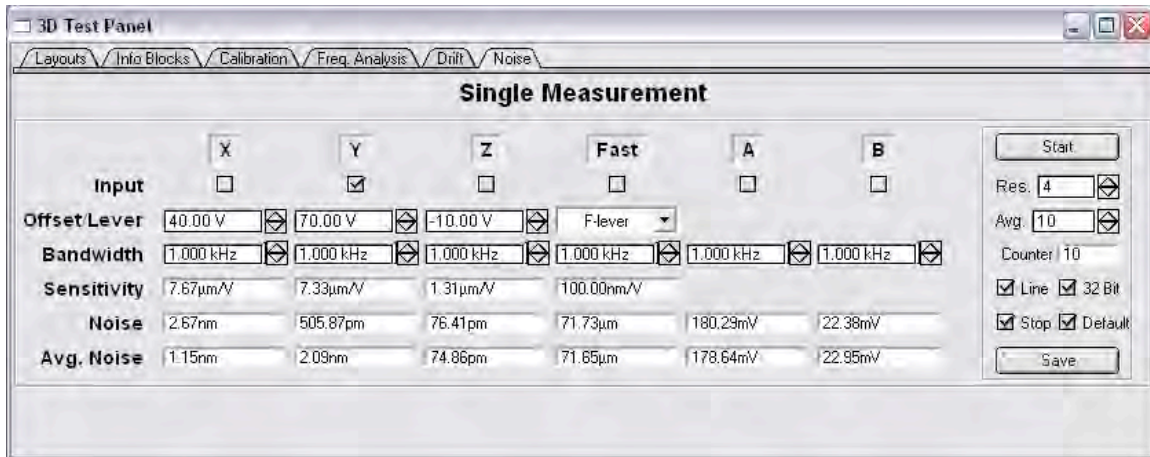 3D Test Panel
Layouts Info Blocks Calibration Freq. Analysis Drift Noise
Single Measurement
X Y Z Fast A B
Input
Offset/Lever 40.00 V 70.00 V -10.00 V F-lever
Bandwidth 1.000 kHz 1.000 kHz 1.000 kHz 1.000 kHz 1.000 kHz 1.000 kHz
Sensitivity 7.67µm/V 7.33µm/V 1.31µm/V 100.00nm/V
Noise 2.67nm 505.87pm 76.41pm 71.73µm 180.29mV 22.38mV
Avg. Noise 1.15nm 2.09nm 74.86pm 71.65µm 178.64mV 22.95mV
Start
Res. 4
Avg. 10
Counter 10
Line 32 Bit
Stop Default
Save